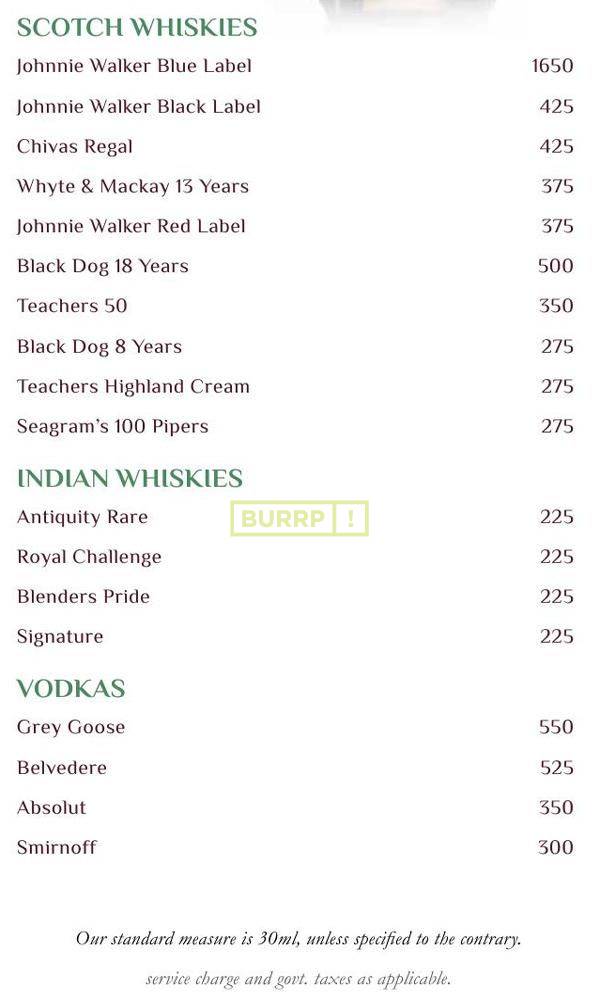 SCOTCH WHISKIES
Johnnie Walker Blue Label 1650
Johnnie Walker Black Label 425
Chivas Regal 425
Whyte & Mackay 13 Years 375
Johnnie Walker Red Label 375
Black Dog 18 Years 500
Teachers 50 350
Black Dog 8 Years 275
Teachers Highland Cream 275
Seagram's 100 Pipers 275
INDIAN WHISKIES
Antiquity Rare 225
BURRP!
Royal Challenge 225
Blenders Pride 225
Signature 225
VODKAS
Grey Goose 550
Belvedere 525
Absolut 350
Smirnoff 300
Our standard measure is 30ml, unless specified to the contrary.
service charge and govt. taxes as applicable.